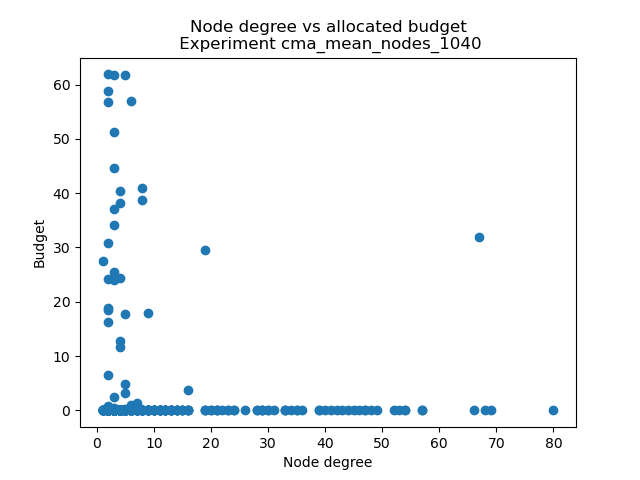 Node degree vs allocated budget
Experiment cma_mean_nodes_1040
60
50
40
30
20
10
0
Budget
0 10 20 30 40 50 60 70 80
Node degree